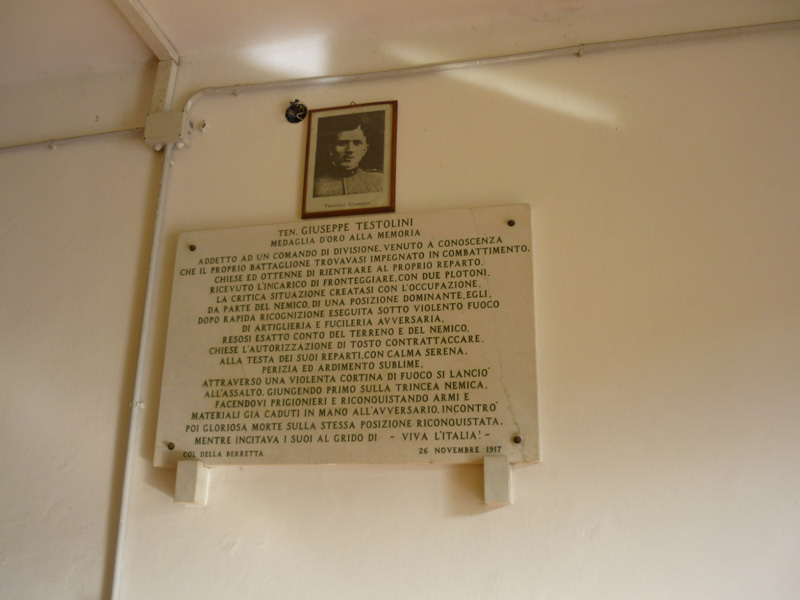 Testolini Giuseppe
TEN. GIUSEPPE TESTOLINI
MEDAGLIA D'ORO ALLA MEMORIA
ADDETTO AD UN COMANDO DI DIVISIONE, VENUTO A CONOSCENZA
CHE IL PROPRIO BATTAGLIONE TROVAVASI IMPEGNATO IN COMBATTIMENTO,
CHIESE ED OTTENNE DI RIENTRARE AL PROPRIO REPARTO.
RICEVUTO L'INCARICO DI FRONTEGGIARE, CON DUE PLOTONI,
LA CRITICA SITUAZIONE CREATASI CON L'OCCUPAZIONE,
DA PARTE DEL NEMICO, DI UNA POSIZIONE DOMINANTE, EGLI,
DOPO RAPIDA RICOGNIZIONE ESEGUITA SOTTO VIOLENTO FUOCO
DI ARTIGLIERIA E FUCILERIA AVVERSARIA,
RESOSI ESATTO CONTO DEL TERRENO E DEL NEMICO,
CHIESE L'AUTORIZZAZIONE DI TOSTO CONTRATTACCARE.
ALLA TESTA DEI SUOI REPARTI, CON CALMA SERENA,
PERIZIA ED ARDIMENTO SUBLIME,
ATTRAVERSO UNA VIOLENTA CORTINA DI FUOCO SI LANCIO'
ALL'ASSALTO, GIUNGENDO PRIMO SULLA TRINCEA NEMICA,
FACENDOVI PRIGIONIERI E RICONQUISTANDO ARMI E
MATERIALI GIA CADUTI IN MANO ALL'AVVERSARIO, INCONTRO'
POI GLORIOSA MORTE SULLA STESSA POSIZIONE RICONQUISTATA,
MENTRE INCITAVA I SUOI AL GRIDO DI - VIVA L'ITALIA! -
COL DELLA BERRETTA 26 NOVEMBRE 1917